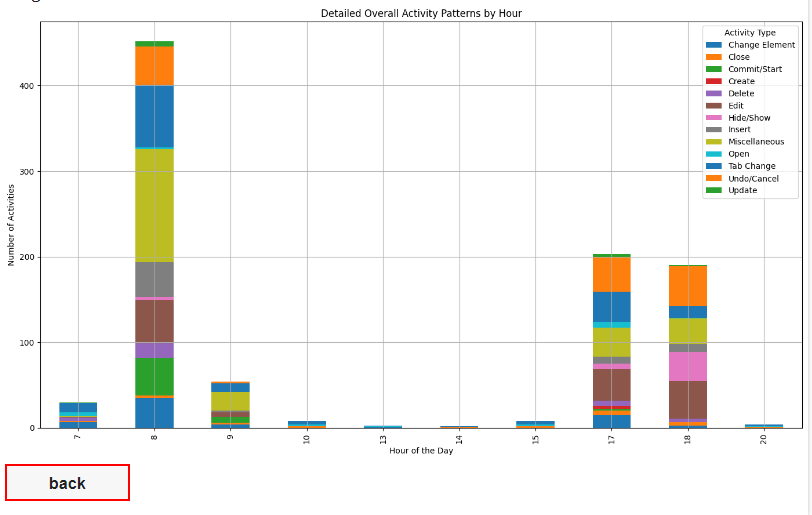 Detailed Overall Activity Patterns by Hour
Activity Type
Change Element
Close
Commit/Start
Create
Delete
Edit
Hide/Show
Insert
Miscellaneous
Open
Tab Change
Undo/Cancel
Update
Number of Activities
400
300
200
100
0
7 8 9 10 13 14 15 17 18 20
Hour of the Day
back